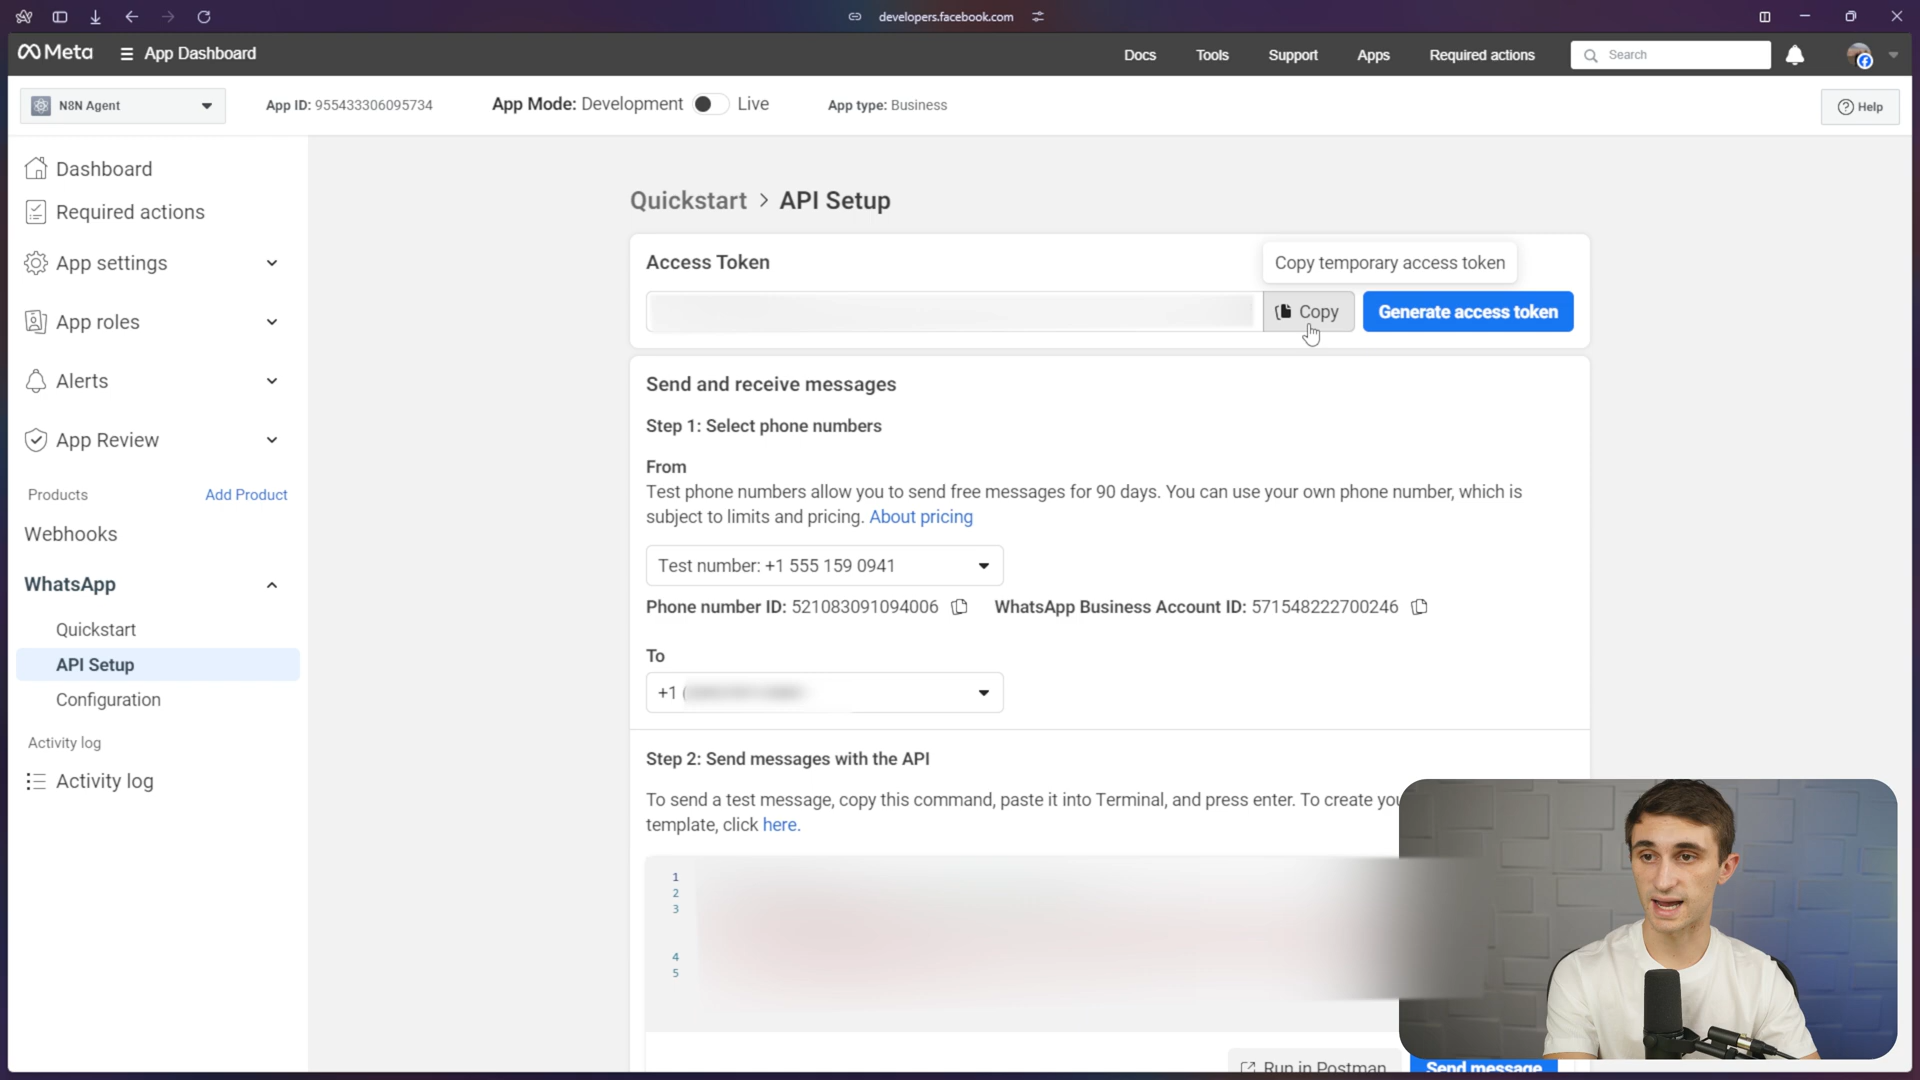 developers.facebook.com
Meta
App Dashboard
Docs
Tools
Support
Apps
Required actions
Search
N8N Agent
App ID: 955433306095734
App Mode: Development
Live
App type: Business
Help
Dashboard
Required actions
App settings
App roles
Alerts
App Review
Products
Add Product
Webhooks
WhatsApp
Quickstart
API Setup
Configuration
Activity log
Activity log
Quickstart > API Setup
Access Token
Copy temporary access token
Copy
Generate access token
Send and receive messages
Step 1: Select phone numbers
From
Test phone numbers allow you to send free messages for 90 days. You can use your own phone number, which is
subject to limits and pricing. About pricing
Test number: +1 555 159 0941
Phone number ID: 521083091094006
WhatsApp Business Account ID: 571548222700246
To
+1 (
Step 2: Send messages with the API
To send a test message, copy this command, paste it into Terminal, and press enter. To create
template, click here.
1
2
3
4
5
Run in Postman
Send message